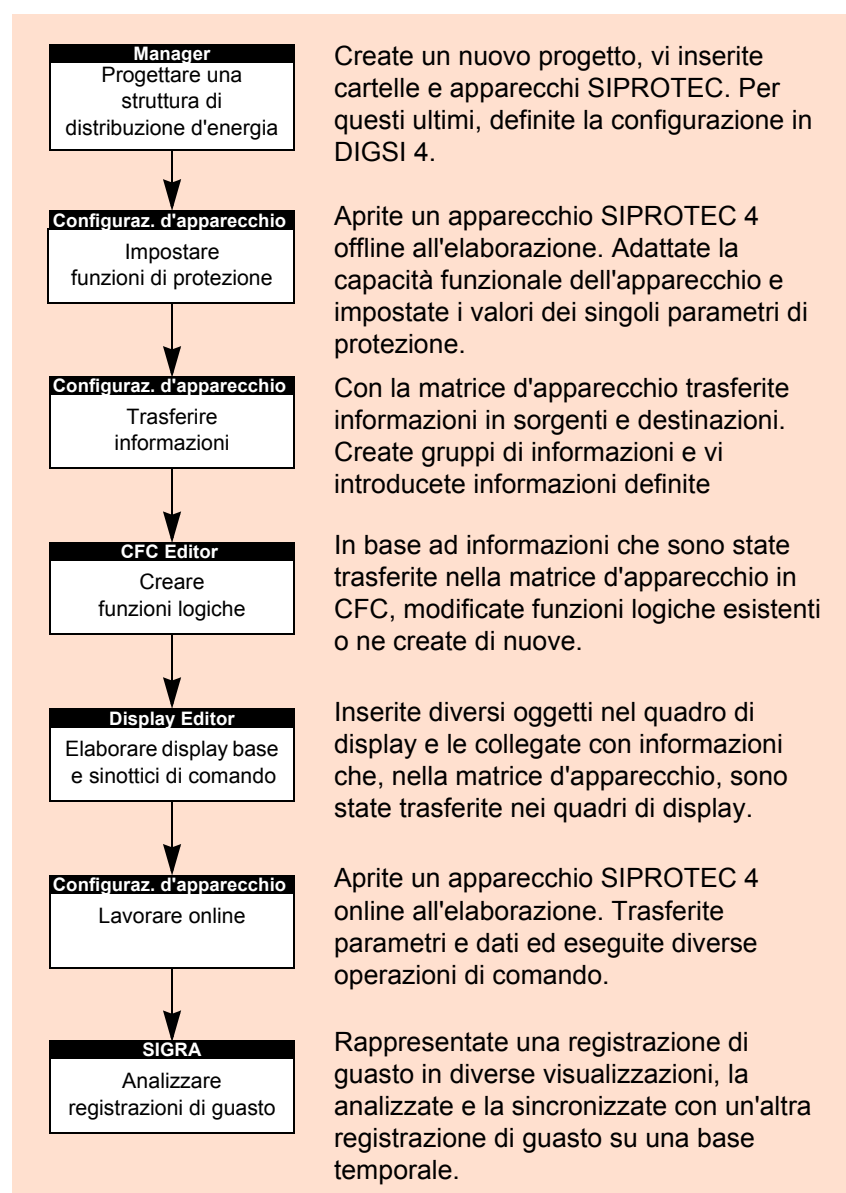 Manager
Progettare una
struttura di
distribuzione d'energia
Create un nuovo progetto, vi inserite
cartelle e apparecchi SIPROTEC. Per
questi ultimi, definite la configurazione in
DIGSI 4.
Configuraz. d'apparecchio
Impostare
funzioni di protezione
Aprite un apparecchio SIPROTEC 4
offline all'elaborazione. Adattate la
capacità funzionale dell'apparecchio e
impostate i valori dei singoli parametri di
protezione.
Configuraz. d'apparecchio
Trasferire
informazioni
Con la matrice d'apparecchio trasferite
informazioni in sorgenti e destinazioni.
Create gruppi di informazioni e vi
introducete informazioni definite
CFC Editor
Creare
funzioni logiche
In base ad informazioni che sono state
trasferite nella matrice d'apparecchio in
CFC, modificate funzioni logiche esistenti
o ne create di nuove.
Display Editor
Elaborare display base
e sinottici di comando
Inserite diversi oggetti nel quadro di
display e le collegate con informazioni
che, nella matrice d'apparecchio, sono
state trasferite nei quadri di display.
Configuraz. d'apparecchio
Lavorare online
Aprite un apparecchio SIPROTEC 4
online all'elaborazione. Trasferite
parametri e dati ed eseguite diverse
operazioni di comando.
SIGRA
Analizzare
registrazioni di guasto
Rappresentate una registrazione di
guasto in diverse visualizzazioni, la
analizzate e la sincronizzate con un'altra
registrazione di guasto su una base
temporale.